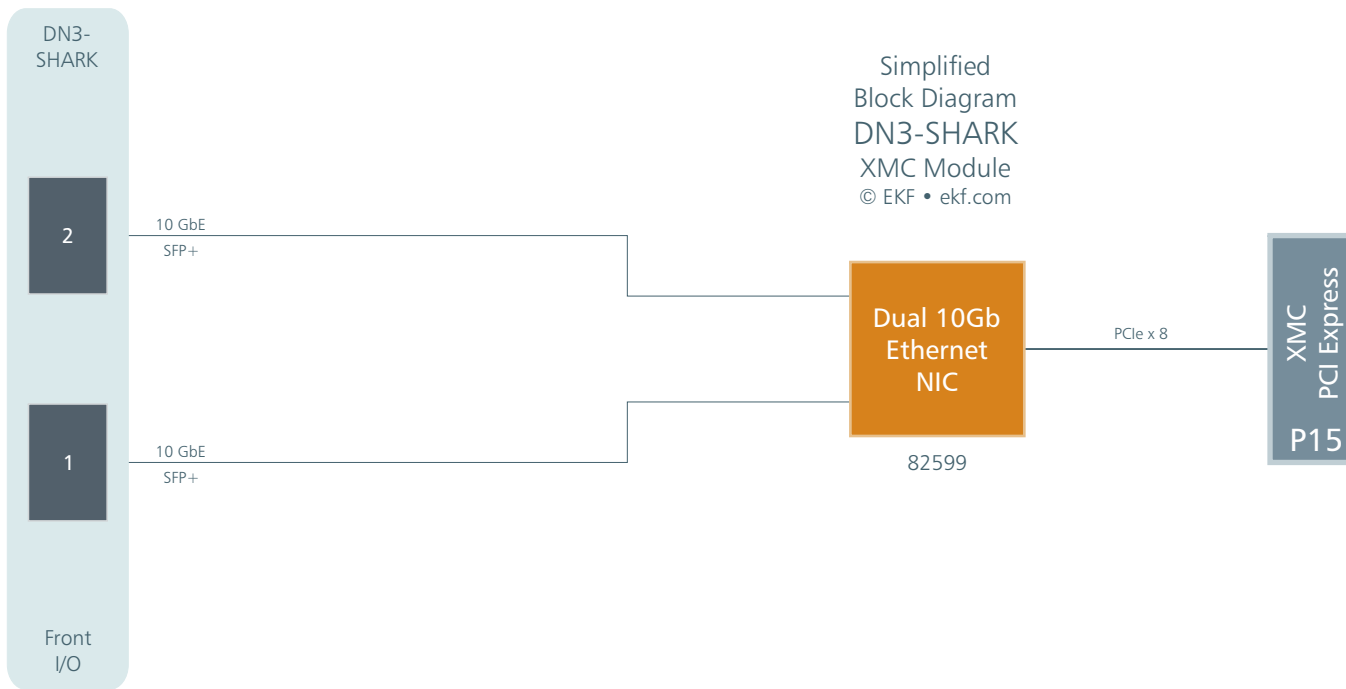 DN3-
SHARK
2
10 GbE
SFP+
1
10 GbE
SFP+
Front
I/O
Simplified
Block Diagram
DN3-SHARK
XMC Module
© EKF • ekf.com
Dual 10Gb
Ethernet
NIC
82599
PCIe x 8
XMC
PCI Express
P15